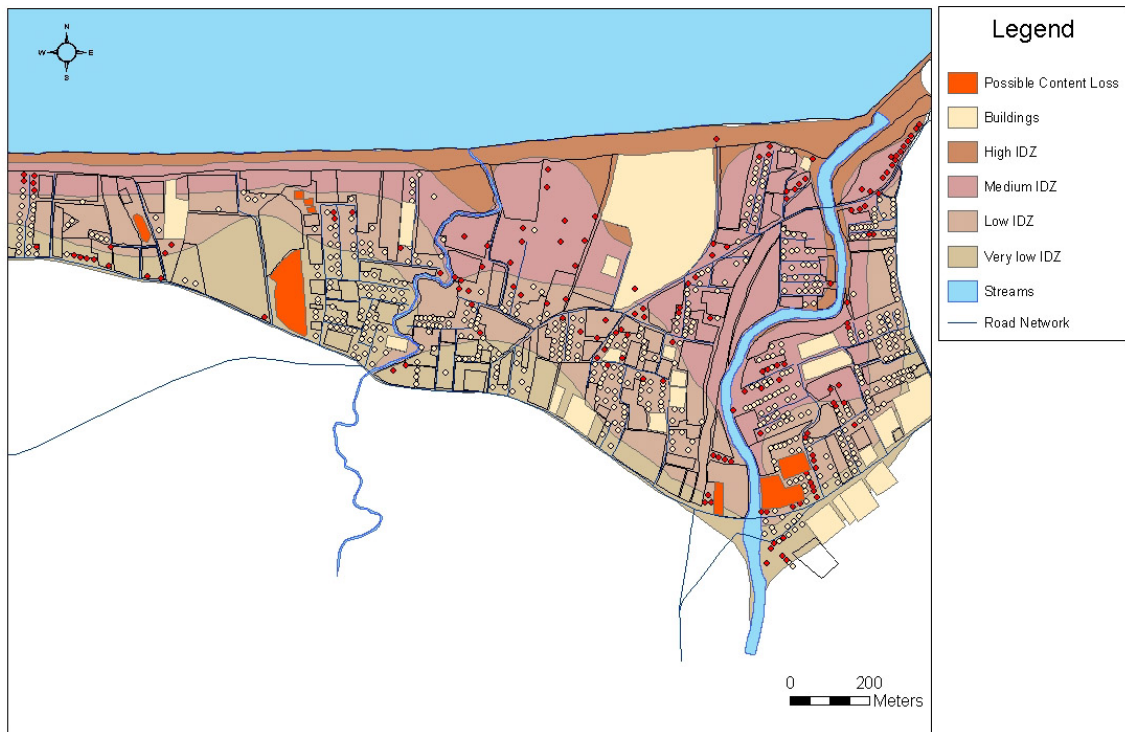 N
W E
S
Legend
Possible Content Loss
Buildings
High IDZ
Medium IDZ
Low IDZ
Very low IDZ
Streams
Road Network
0 200
Meters